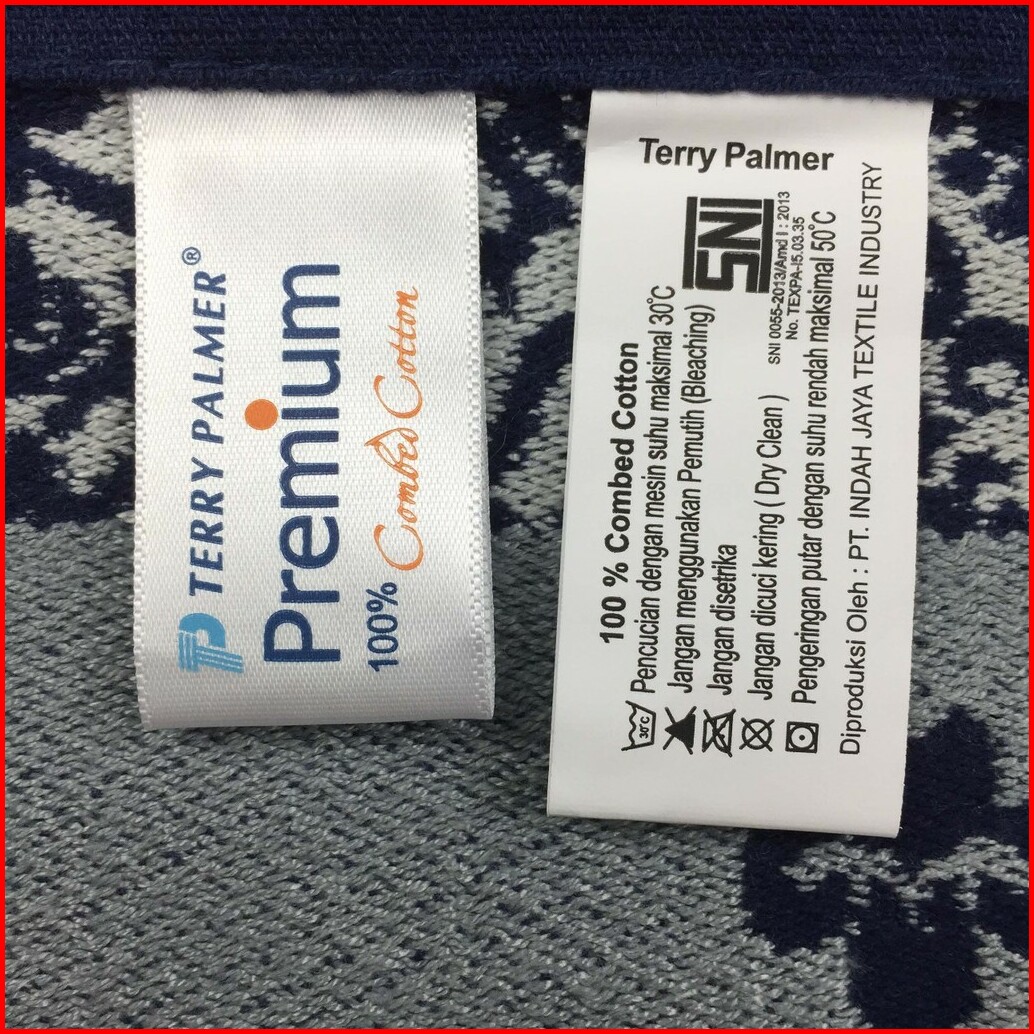 TERRY PALMER®
Premium
100% Combed Cotton
Terry Palmer
SNI
SNI 0055-2013/Amd I : 2013
No. TEXPA-I5.03.35
100 % Combed Cotton
30°C
Pencucian dengan mesin suhu maksimal 30°C
Jangan menggunakan Pemutih (Bleaching)
Jangan disetrika
Jangan dicuci kering ( Dry Clean )
Pengeringan putar dengan suhu rendah maksimal 50°C
Diproduksi Oleh : PT. INDAH JAYA TEXTILE INDUSTRY